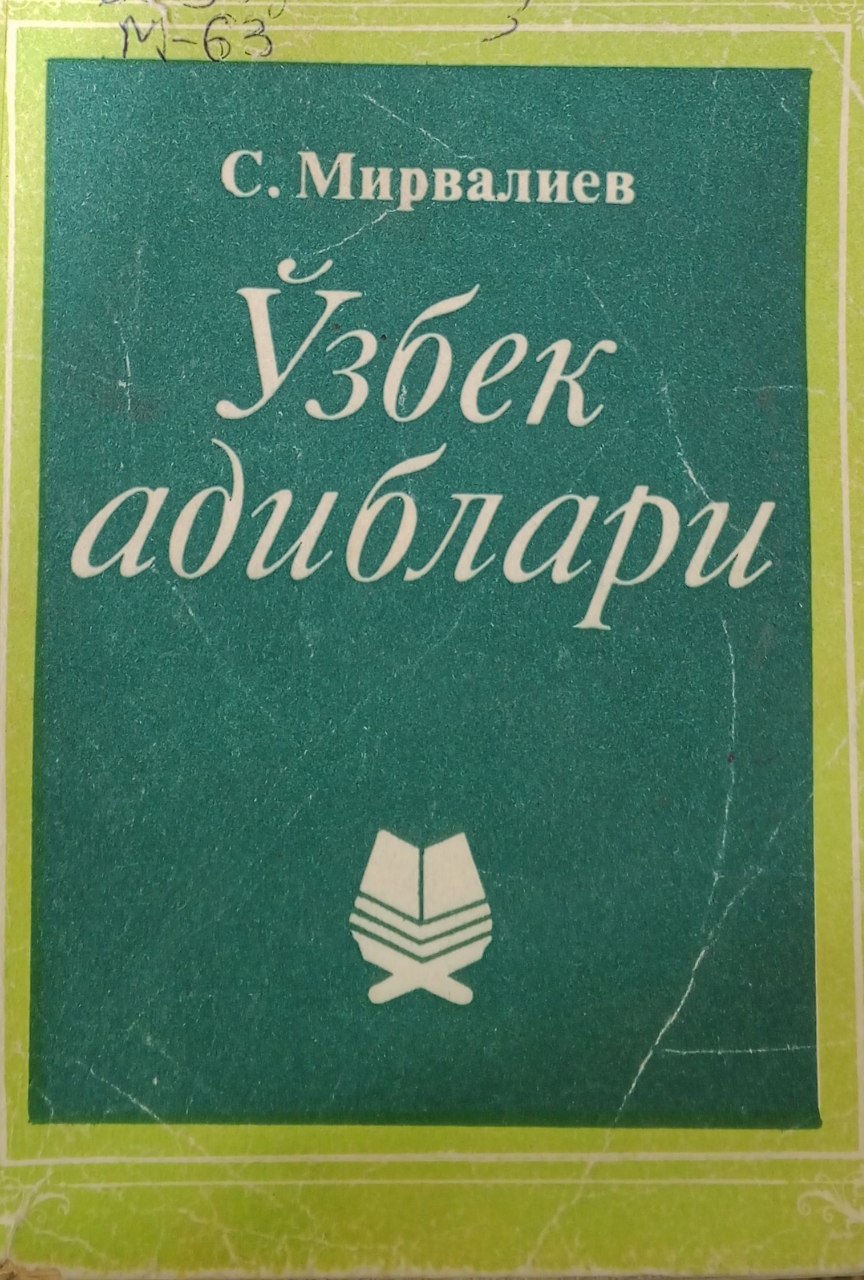 М-63
С. Мирвалиев
Ўзбек
адиблари